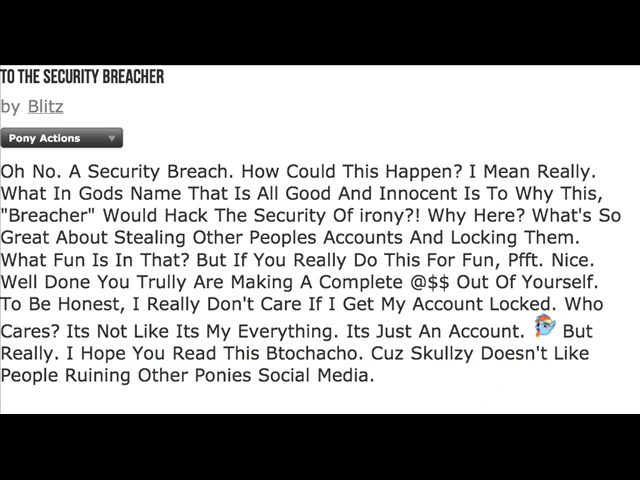 TO THE SECURITY BREACHER
by Blitz
Pony Actions
Oh No. A Security Breach. How Could This Happen? I Mean Really.
What In Gods Name That Is All Good And Innocent Is To Why This,
"Breacher" Would Hack The Security Of irony?! Why Here? What's So
Great About Stealing Other Peoples Accounts And Locking Them.
What Fun Is In That? But If You Really Do This For Fun, Pfft. Nice.
Well Done You Trully Are Making A Complete @$$ Out Of Yourself.
To Be Honest, I Really Don't Care If I Get My Account Locked. Who
Cares? Its Not Like Its My Everything. Its Just An Account. But
Really. I Hope You Read This Btochacho. Cuz Skullzy Doesn't Like
People Ruining Other Ponies Social Media.